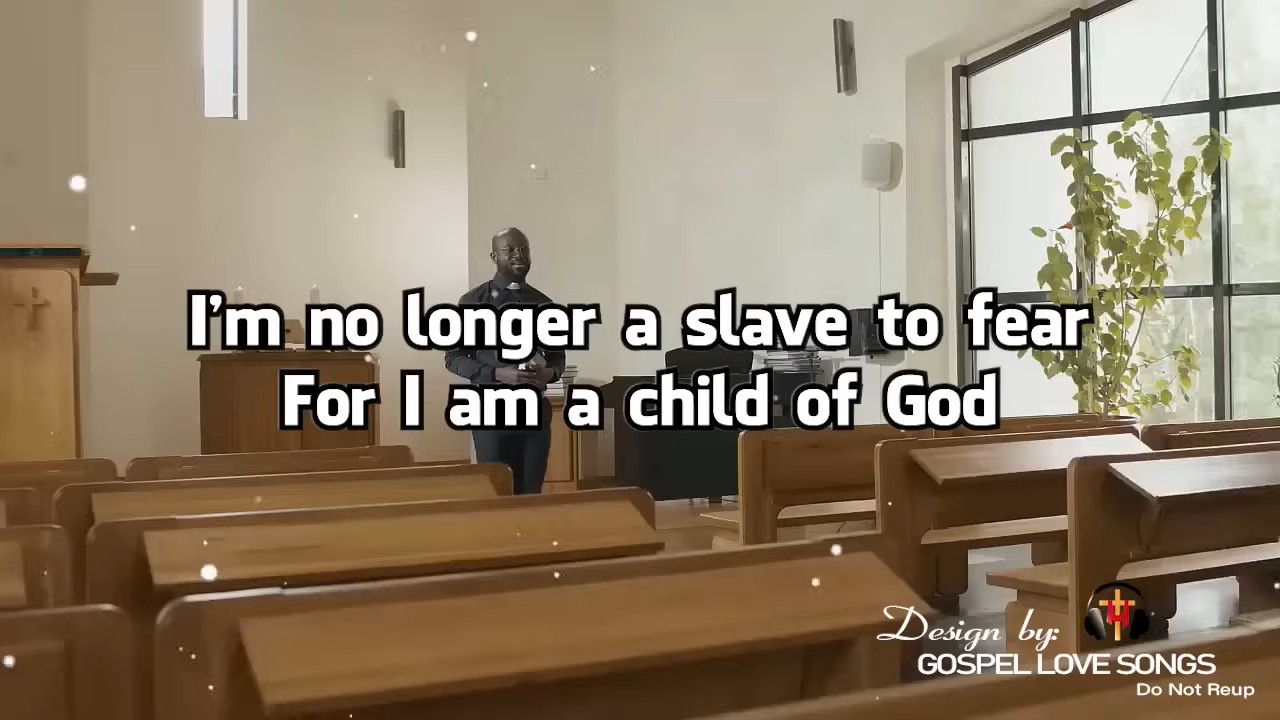 I'm no longer a slave to fear
For I am a child of God
Design by:
GOSPEL LOVE SONGS
Do Not Reup